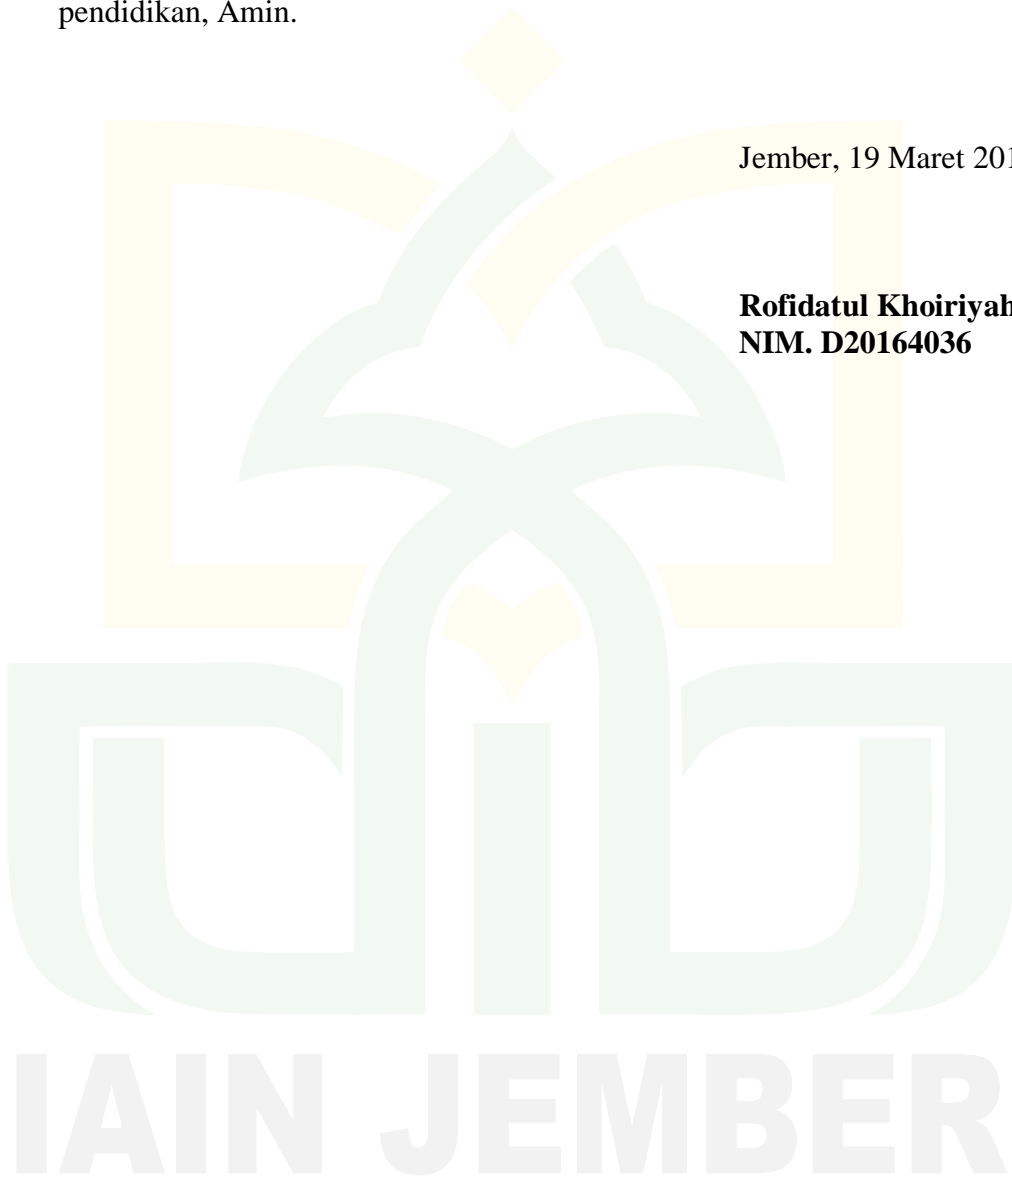 pendidikan, Amin.
Jember, 19 Maret 201
Rofidatul Khoiriyah
NIM. D20164036
IAIN JEMBER